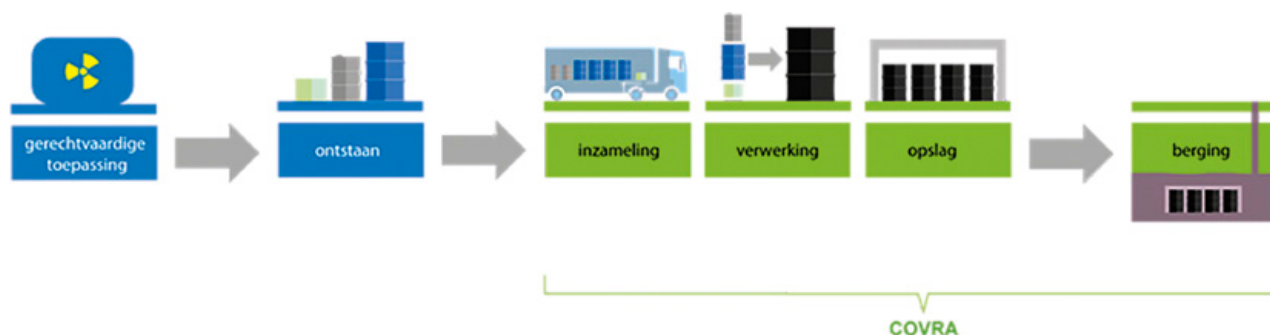 gerechtvaardige
toepassing
ontstaan
inzameling
verwerking
opslag
berging
COVRA